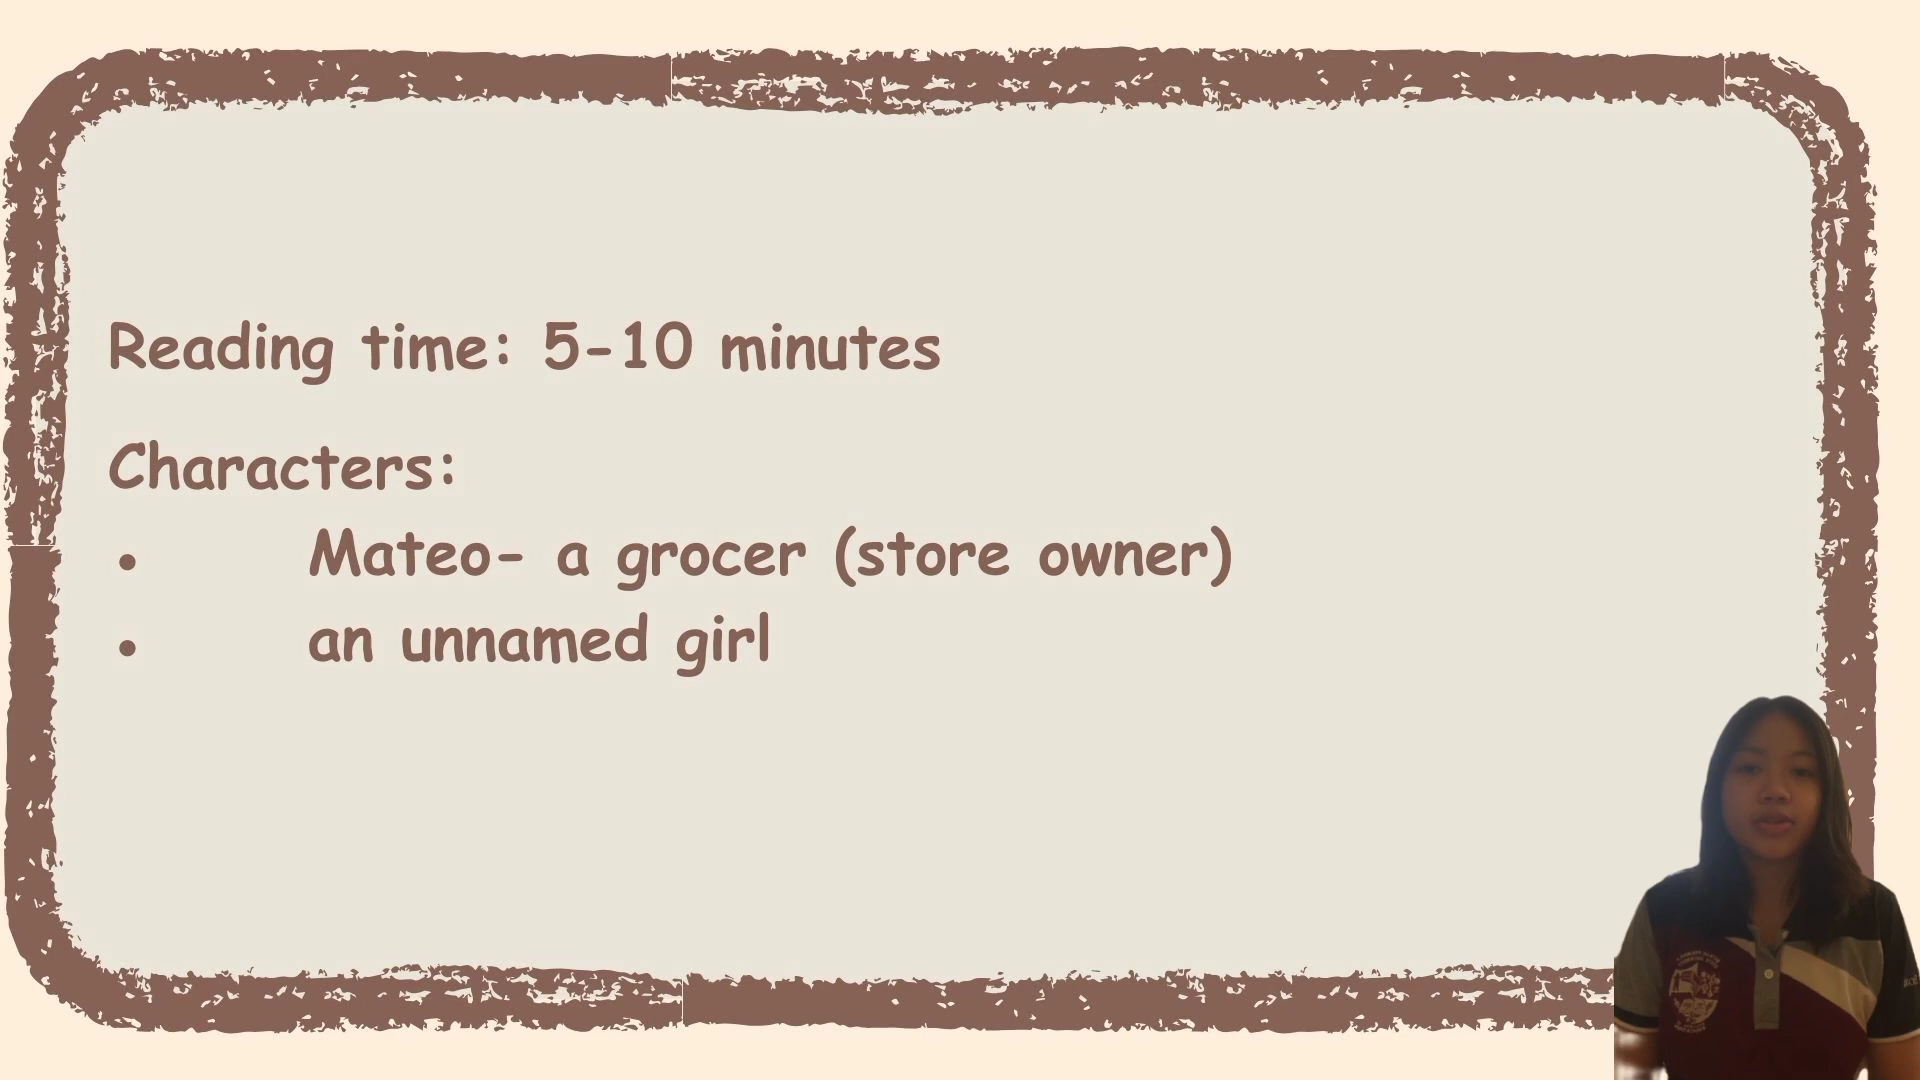 Reading time: 5-10 minutes
Characters:
• Mateo- a grocer (store owner)
• an unnamed girl